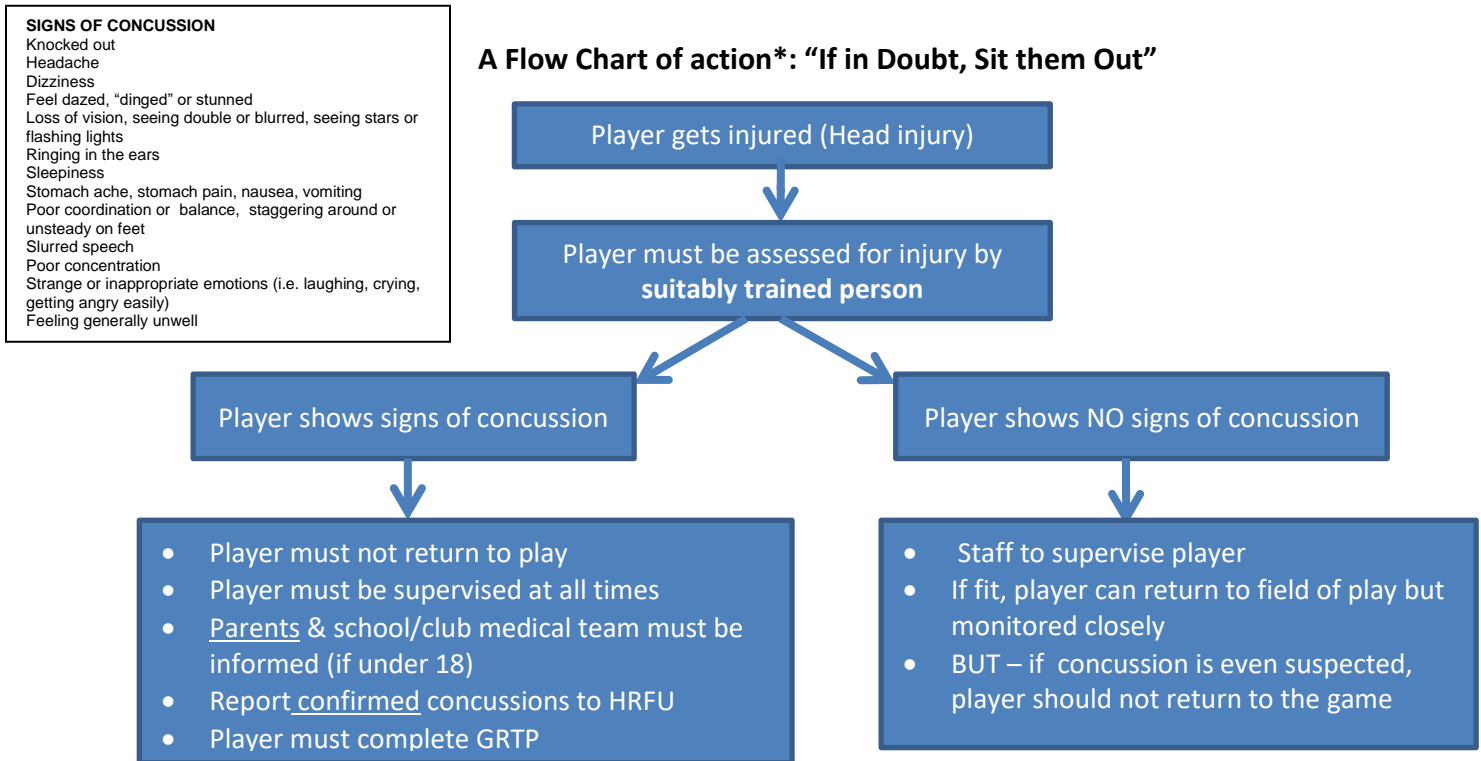 SIGNS OF CONCUSSION
Knocked out
Headache
Dizziness
Feel dazed, “dinged” or stunned
Loss of vision, seeing double or blurred, seeing stars or
flashing lights
Ringing in the ears
Sleepiness
Stomach ache, stomach pain, nausea, vomiting
Poor coordination or balance, staggering around or
unsteady on feet
Slurred speech
Poor concentration
Strange or inappropriate emotions (i.e. laughing, crying,
getting angry easily)
Feeling generally unwell
A Flow Chart of action*: “If in Doubt, Sit them Out”
Player gets injured (Head injury)
Player must be assessed for injury by
suitably trained person
Player shows signs of concussion
Player shows NO signs of concussion
• Player must not return to play
• Player must be supervised at all times
• Parents & school/club medical team must be
informed (if under 18)
• Report confirmed concussions to HRFU
• Player must complete GRTP
• Staff to supervise player
• If fit, player can return to field of play but
monitored closely
• BUT – if concussion is even suspected,
player should not return to the game